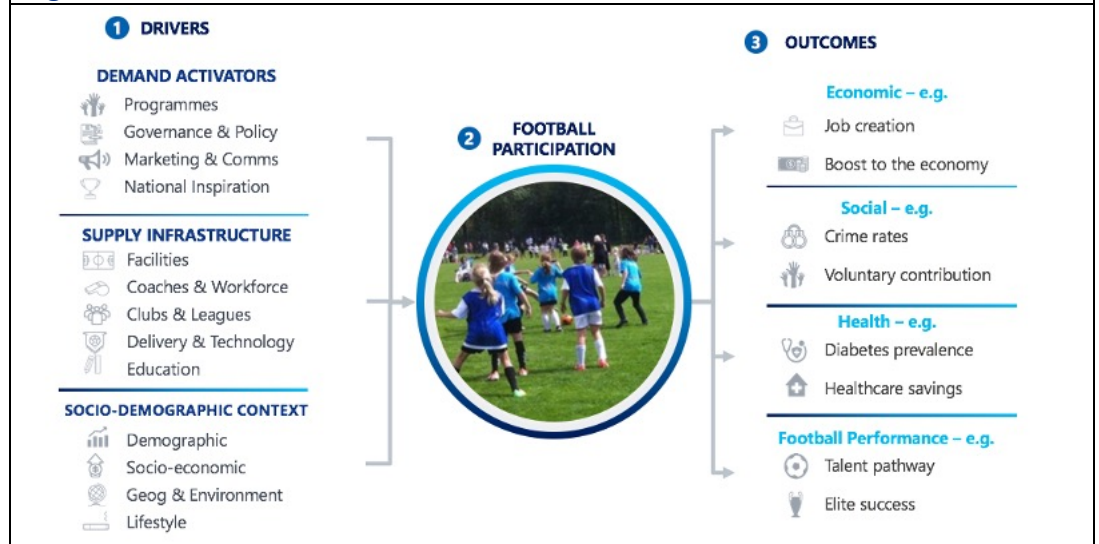 1 DRIVERS
DEMAND ACTIVATORS
Programmes
Governance & Policy
Marketing & Comms
National Inspiration
SUPPLY INFRASTRUCTURE
Facilities
Coaches & Workforce
Clubs & Leagues
Delivery & Technology
Education
SOCIO-DEMOGRAPHIC CONTEXT
Demographic
Socio-economic
Geog & Environment
Lifestyle
2 FOOTBALL
PARTICIPATION
3 OUTCOMES
Economic – e.g.
Job creation
Boost to the economy
Social – e.g.
Crime rates
Voluntary contribution
Health – e.g.
Diabetes prevalence
Healthcare savings
Football Performance – e.g.
Talent pathway
Elite success